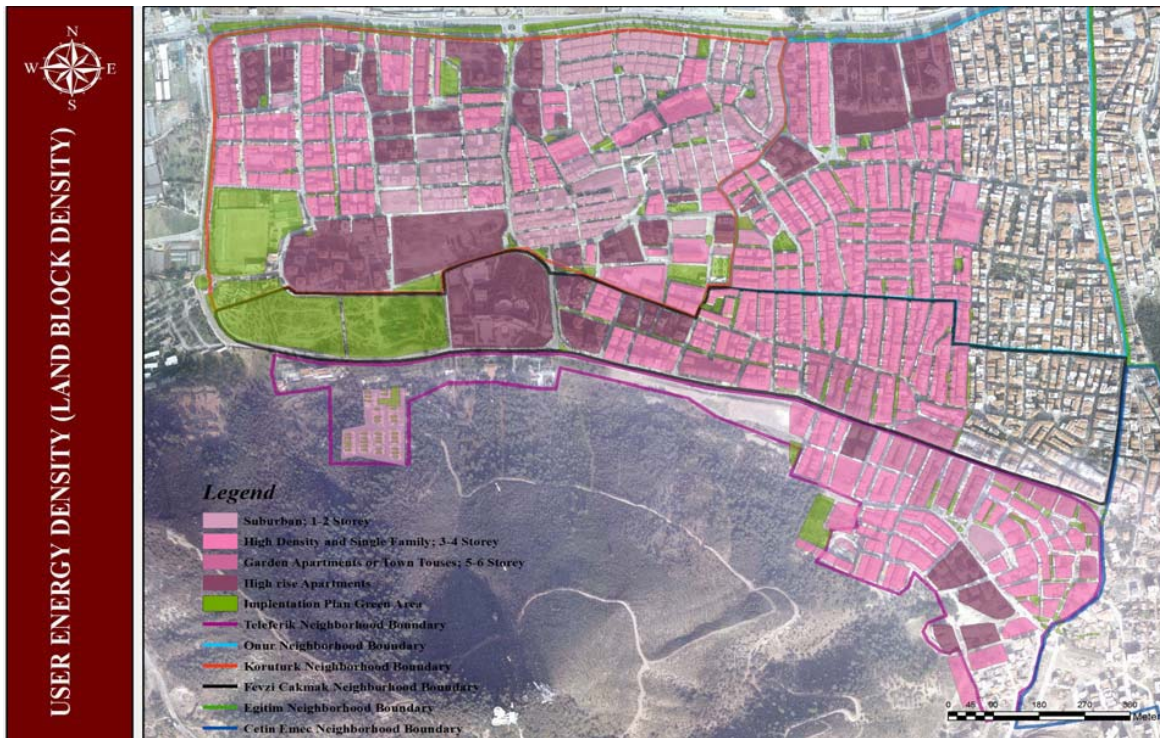 N
W E
S
USER ENERGY DENSITY (LAND BLOCK DENSITY)
Legend
Suburban; 1-2 Storey
High Density and Single Family; 3-4 Storey
Garden Apartments or Town Touses; 5-6 Storey
High rise Apartments
Implentation Plan Green Area
Teleferik Neighborhood Boundary
Onur Neighborhood Boundary
Koruturk Neighborhood Boundary
Fevzi Cakmak Neighburhood Boundary
Egitim Neighborhood Boundary
Cetin Emec Neighborhood Boundary
0 45 90 180 270 360
Meters